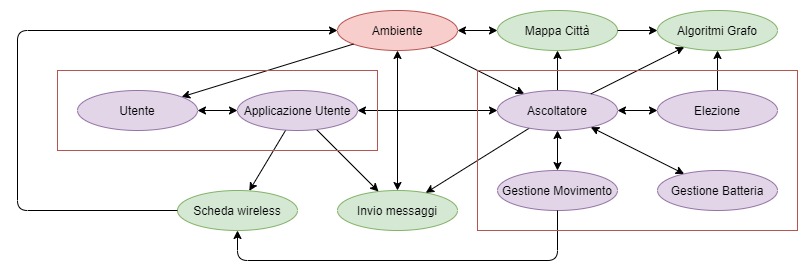 Ambiente
Mappa Città
Algoritmi Grafo
Utente
Applicazione Utente
Ascoltatore
Elezione
Gestione Movimento
Gestione Batteria
Scheda wireless
Invio messaggi